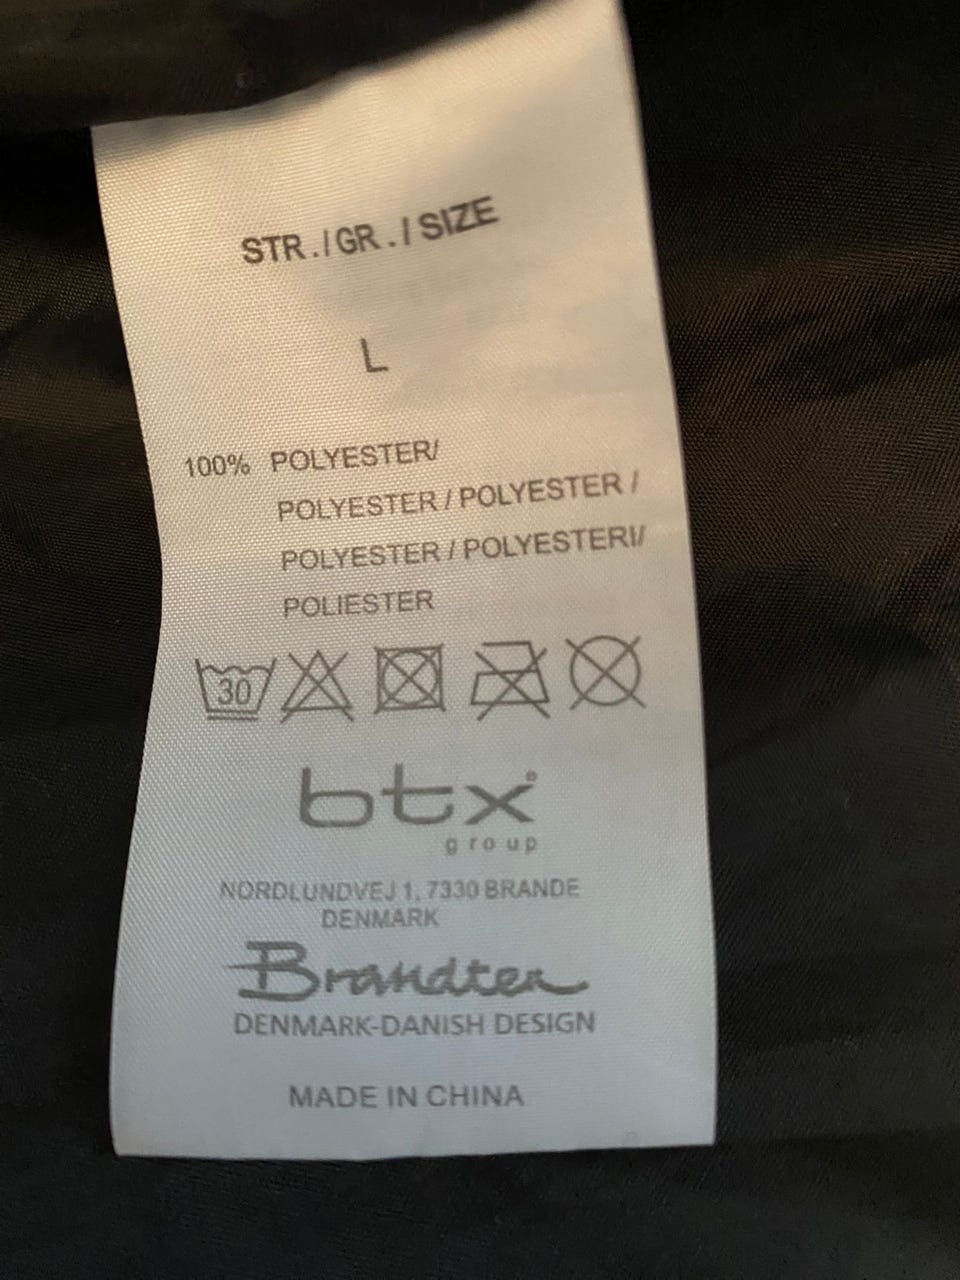 STR./GR./SIZE
L
100% POLYESTER/
POLYESTER / POLYESTER /
POLYESTER / POLYESTERI/
POLIESTER
30
btx®
group
NORDLUNDVEJ 1, 7330 BRANDE
DENMARK
Brandtex
DENMARK-DANISH DESIGN
MADE IN CHINA